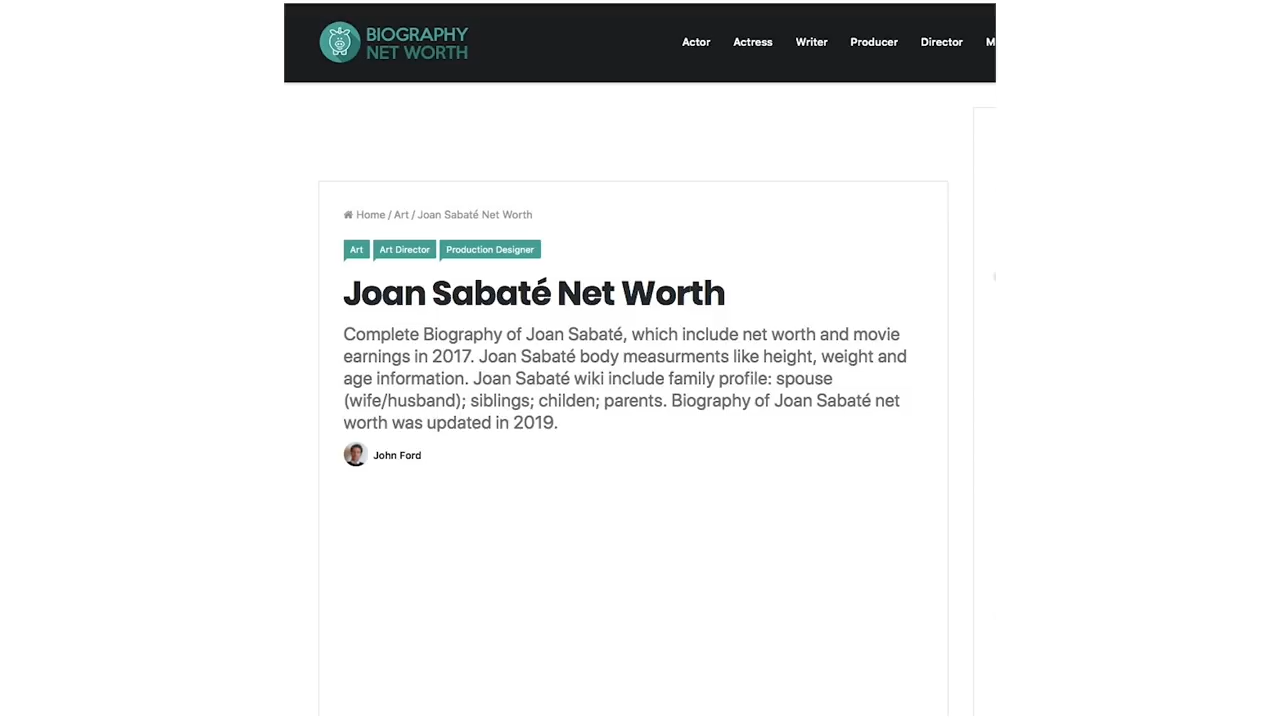 BIOGRAPHY
NET WORTH
Actor Actress Writer Producer Director M
Home / Art / Joan Sabaté Net Worth
Art Art Director Production Designer
Joan Sabaté Net Worth
Complete Biography of Joan Sabaté, which include net worth and movie
earnings in 2017. Joan Sabaté body measurments like height, weight and
age information. Joan Sabaté wiki include family profile: spouse
(wife/husband); siblings; childen; parents. Biography of Joan Sabaté net
worth was updated in 2019.
John Ford